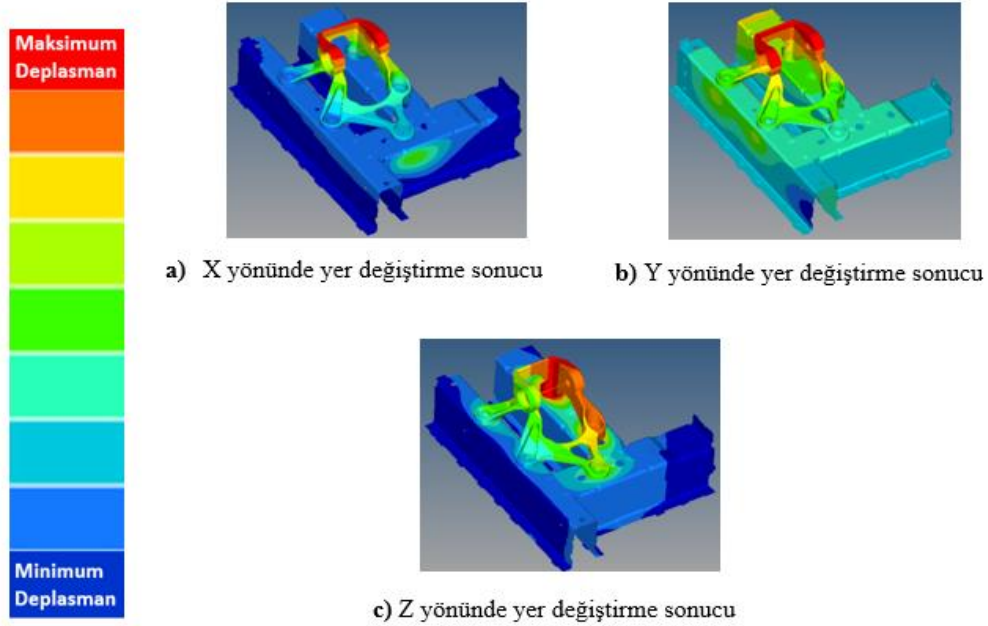 Maksimum
Deplasman
Minimum
Deplasman
a) X yönünde yer değiştirme sonucu
b) Y yönünde yer değiştirme sonucu
c) Z yönünde yer değiştirme sonucu